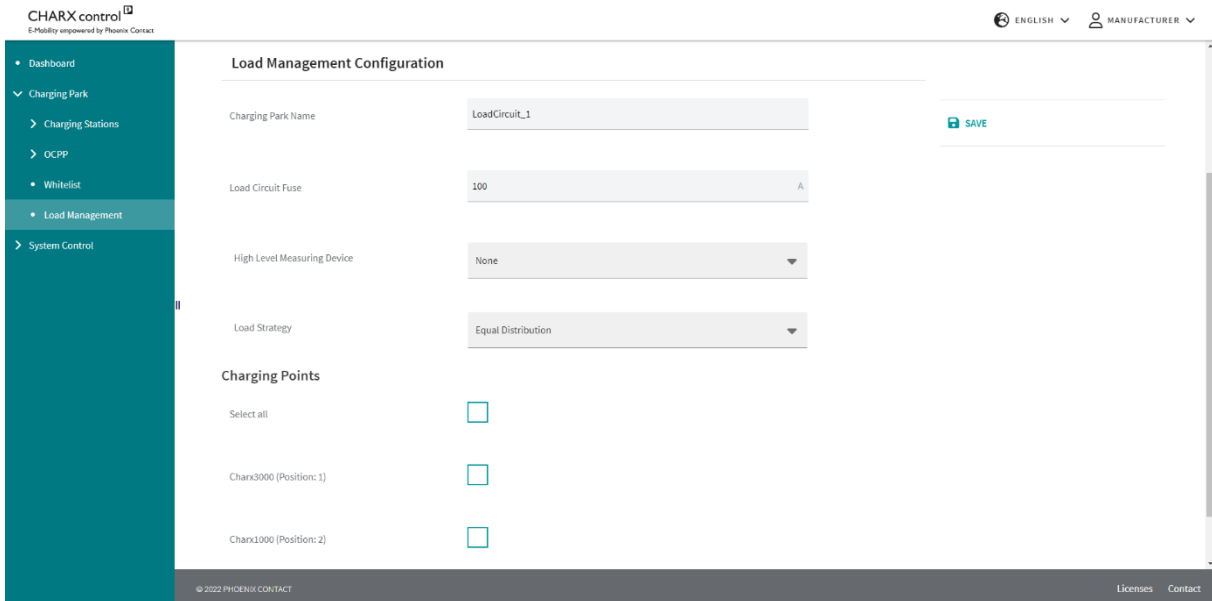 CHARX control
E-Mobility empowered by Phoenix Contact
ENGLISH
MANUFACTURER
Dashboard
Charging Park
Charging Stations
OCPP
Whitelist
Load Management
System Control
Load Management Configuration
Charging Park Name
LoadCircuit_1
SAVE
Load Circuit Fuse
100 A
High Level Measuring Device
None
Load Strategy
Equal Distribution
Charging Points
Select all
Charx3000 (Position: 1)
Charx1000 (Position: 2)
© 2022 PHOENIX CONTACT
Licenses Contact